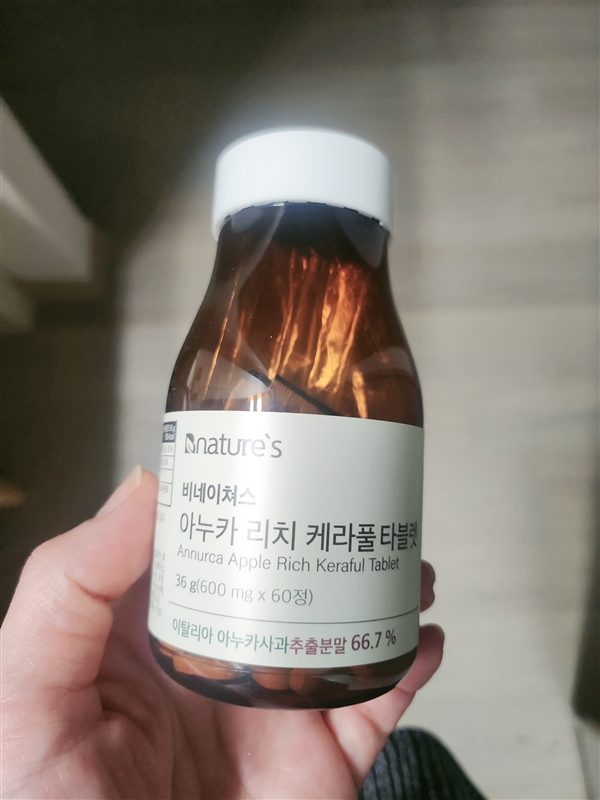 Bnature's
비네이쳐스
아누카 리치 케라풀 타블렛
Annurca Apple Rich Keraful Tablet
36 g(600 mg x 60정)
이탈리아 아누카사과추출분말 66.7 %